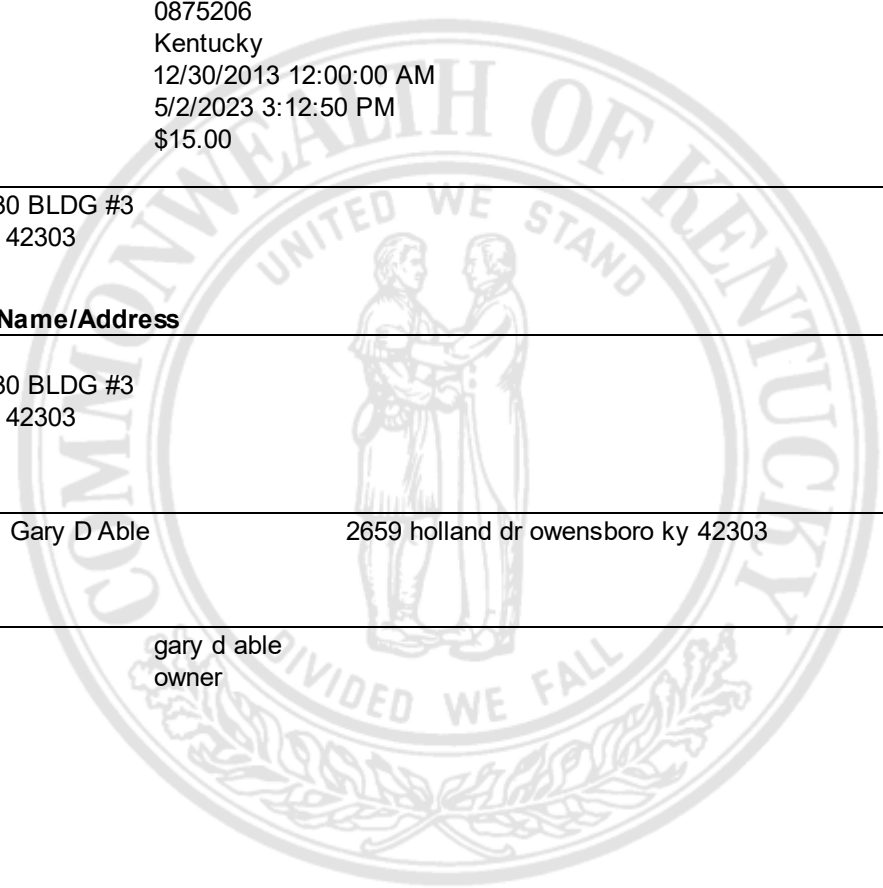 0875206
Kentucky
12/30/2013 12:00:00 AM
5/2/2023 3:12:50 PM
$15.00
30 BLDG #3
42303
Name/Address
30 BLDG #3
42303
Gary D Able 2659 holland dr owensboro ky 42303
gary d able
owner
COMMONWEALTH OF KENTUCKY
UNITED WE STAND
DIVIDED WE FALL